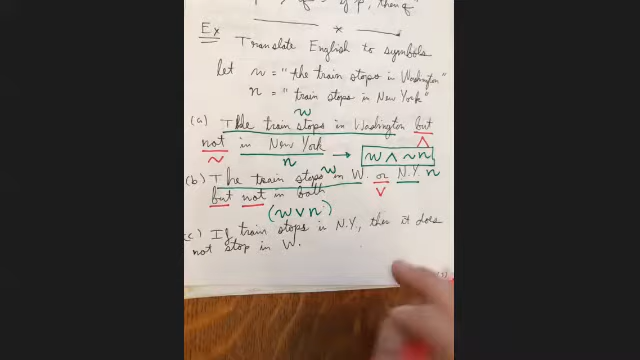 = if p, then q
Ex
Translate English to symbols
let w = "the train stops in Washington"
n = "train stops in New York"
w
(a) The train stops in Washington but
∧
not in New York
~ n → w ∧ ~n
w
(b) The train stops in W. or N.Y. n
∨
but not in both
(w ∨ n)
(c) If train stops in N.Y, then it does
not stop in W.